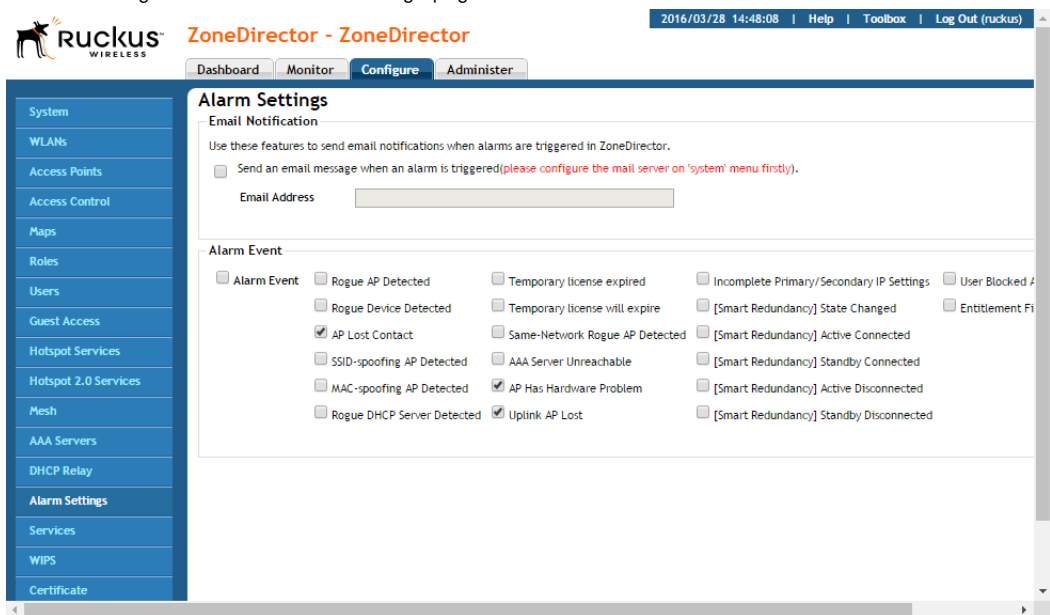 2016/03/28 14:48:08 | Help | Toolbox | Log Out (ruckus)
RUCKUS
WIRELESS
ZoneDirector - ZoneDirector
Dashboard Monitor Configure Administer
System
WLANs
Access Points
Access Control
Maps
Roles
Users
Guest Access
Hotspot Services
Hotspot 2.0 Services
Mesh
AAA Servers
DHCP Relay
Alarm Settings
Services
WIPS
Certificate
Alarm Settings
Email Notification
Use these features to send email notifications when alarms are triggered in ZoneDirector.
Send an email message when an alarm is triggered(please configure the mail server on 'system' menu firstly).
Email Address
Alarm Event
Alarm Event Rogue AP Detected Temporary license expired Incomplete Primary/Secondary IP Settings User Blocked
Rogue Device Detected Temporary license will expire [Smart Redundancy] State Changed Entitlement
AP Lost Contact Same-Network Rogue AP Detected [Smart Redundancy] Active Connected
SSID-spoofing AP Detected AAA Server Unreachable [Smart Redundancy] Standby Connected
MAC-spoofing AP Detected AP Has Hardware Problem [Smart Redundancy] Active Disconnected
Rogue DHCP Server Detected Uplink AP Lost [Smart Redundancy] Standby Disconnected